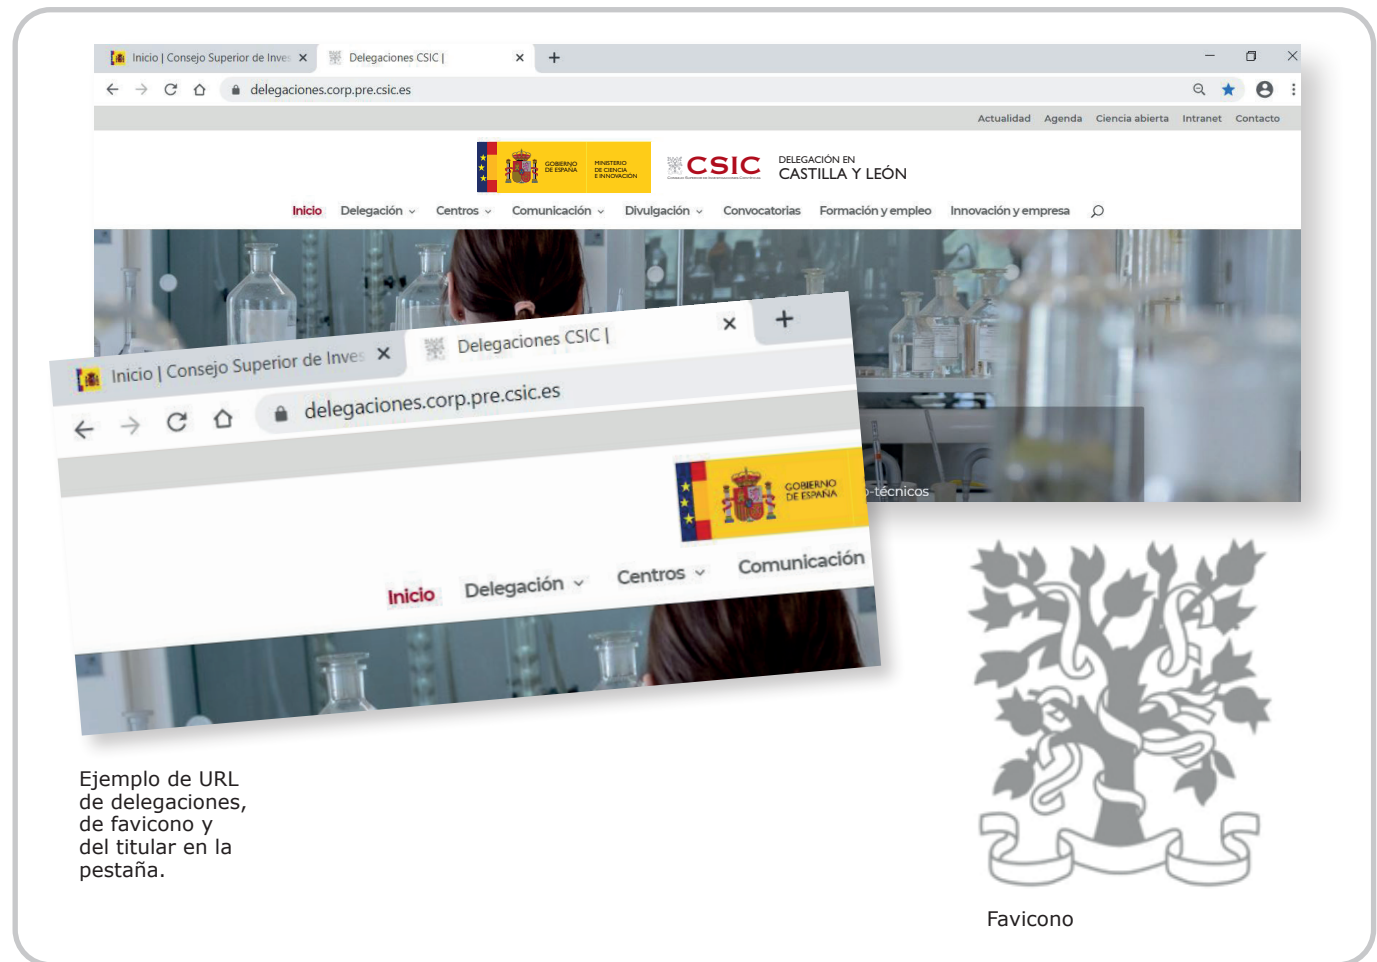 Inicio | Consejo Superior de Inves
Delegaciones CSIC |
delegaciones.corp.pre.csic.es
Actualidad Agenda Ciencia abierta Intranet Contacto
GOBIERNO DE ESPAÑA
MINISTERIO DE CIENCIA E INNOVACIÓN
CSIC
DELEGACIÓN EN
CASTILLA Y LEÓN
Inicio Delegación Centros Comunicación Divulgación Convocatorias Formación y empleo Innovación y empresa
Inicio | Consejo Superior de Inves
Delegaciones CSIC |
delegaciones.corp.pre.csic.es
GOBIERNO
DE ESPAÑA
Inicio Delegación Centros Comunicación
o-técnicos
Ejemplo de URL
de delegaciones,
de favicono y
del titular en la
pestaña.
Favicono